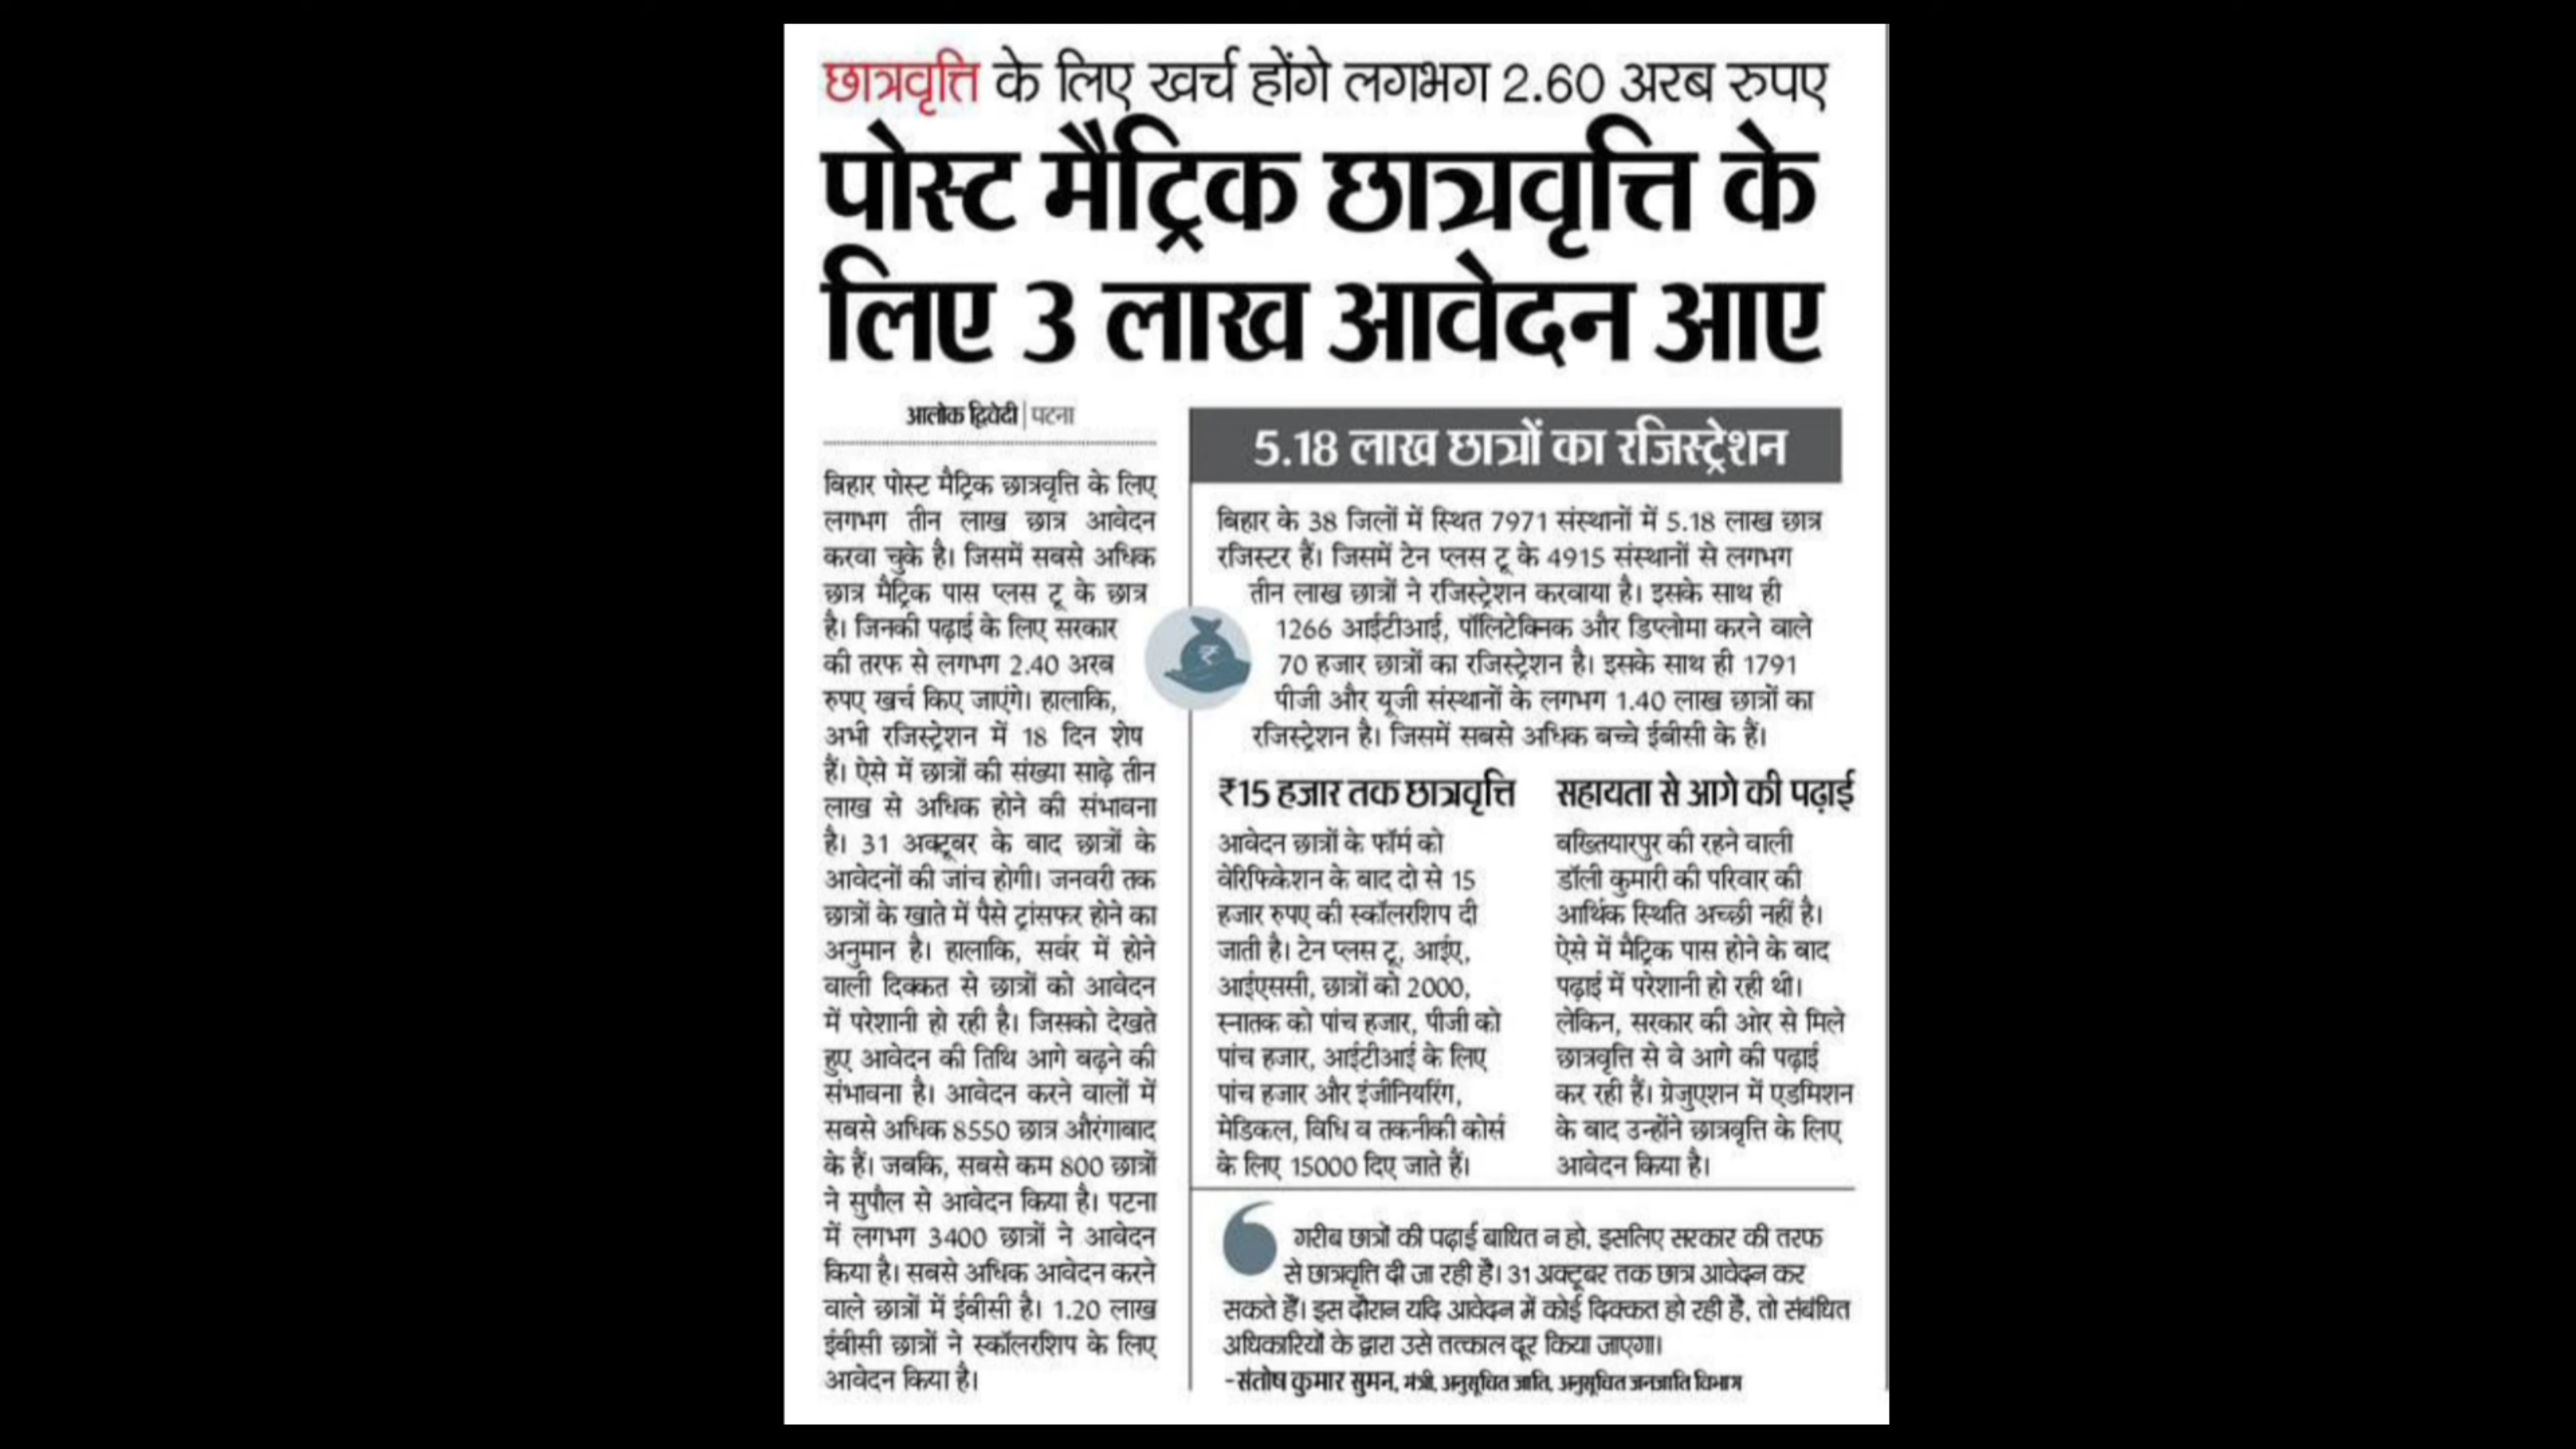 छात्रवृत्ति के लिए खर्च होंगे लगभग 2.60 अरब रुपए
पोस्ट मैट्रिक छात्रवृत्ति के
लिए 3 लाख आवेदन आए
आलोक द्विवेदी | पटना
बिहार पोस्ट मैट्रिक छात्रवृत्ति के लिए
लगभग तीन लाख छात्र आवेदन
करवा चुके है। जिसमें सबसे अधिक
छात्र मैट्रिक पास प्लस टू के छात्र
है। जिनकी पढ़ाई के लिए सरकार
की तरफ से लगभग 2.40 अरब
रुपए खर्च किए जाएंगे। हालाकि,
अभी रजिस्ट्रेशन में 18 दिन शेष
हैं। ऐसे में छात्रों की संख्या साढ़े तीन
लाख से अधिक होने की संभावना
है। 31 अक्टूबर के बाद छात्रों के
आवेदनों की जांच होगी। जनवरी तक
छात्रों के खाते में पैसे ट्रांसफर होने का
अनुमान है। हालाकि, सर्वर में होने
वाली दिक्कत से छात्रों को आवेदन
में परेशानी हो रही है। जिसको देखते
हुए आवेदन की तिथि आगे बढ़ने की
संभावना है। आवेदन करने वालों में
सबसे अधिक 8550 छात्र औरंगाबाद
के हैं। जबकि, सबसे कम 800 छात्रों
ने सुपौल से आवेदन किया है। पटना
में लगभग 3400 छात्रों ने आवेदन
किया है। सबसे अधिक आवेदन करने
वाले छात्रों में ईबीसी है। 1.20 लाख
ईबीसी छात्रों ने स्कॉलरशिप के लिए
आवेदन किया है।
5.18 लाख छात्रों का रजिस्ट्रेशन
बिहार के 38 जिलों में स्थित 7971 संस्थानों में 5.18 लाख छात्र
रजिस्टर हैं। जिसमें टेन प्लस टू के 4915 संस्थानों से लगभग
तीन लाख छात्रों ने रजिस्ट्रेशन करवाया है। इसके साथ ही
1266 आईटीआई, पॉलिटेक्निक और डिप्लोमा करने वाले
70 हजार छात्रों का रजिस्ट्रेशन है। इसके साथ ही 1791
पीजी और यूजी संस्थानों के लगभग 1.40 लाख छात्रों का
रजिस्ट्रेशन है। जिसमें सबसे अधिक बच्चे ईबीसी के हैं।
₹15 हजार तक छात्रवृत्ति
आवेदन छात्रों के फॉर्म को
वेरिफिकेशन के बाद दो से 15
हजार रुपए की स्कॉलरशिप दी
जाती है। टेन प्लस टू, आईए,
आईएससी, छात्रों को 2000,
स्नातक को पांच हजार, पीजी को
पांच हजार, आईटीआई के लिए
पांच हजार और इंजीनियरिंग,
मेडिकल, विधि व तकनीकी कोर्स
के लिए 15000 दिए जाते हैं।
सहायता से आगे की पढ़ाई
बख्तियारपुर की रहने वाली
डॉली कुमारी की परिवार की
आर्थिक स्थिति अच्छी नहीं है।
ऐसे में मैट्रिक पास होने के बाद
पढ़ाई में परेशानी हो रही थी।
लेकिन, सरकार की ओर से मिले
छात्रवृत्ति से वे आगे की पढ़ाई
कर रही हैं। ग्रेजुएशन में एडमिशन
के बाद उन्होंने छात्रवृत्ति के लिए
आवेदन किया है।
गरीब छात्रों की पढ़ाई बाधित न हो, इसलिए सरकार की तरफ
से छात्रवृति दी जा रही है। 31 अक्टूबर तक छात्र आवेदन कर
सकते हैं। इस दौरान यदि आवेदन में कोई दिक्कत हो रही है, तो संबंधित
अधिकारियों के द्वारा उसे तत्काल दूर किया जाएगा।
-संतोष कुमार सुमन, मंत्री, अनुसूचित जाति, अनुसूचित जनजाति विभाग